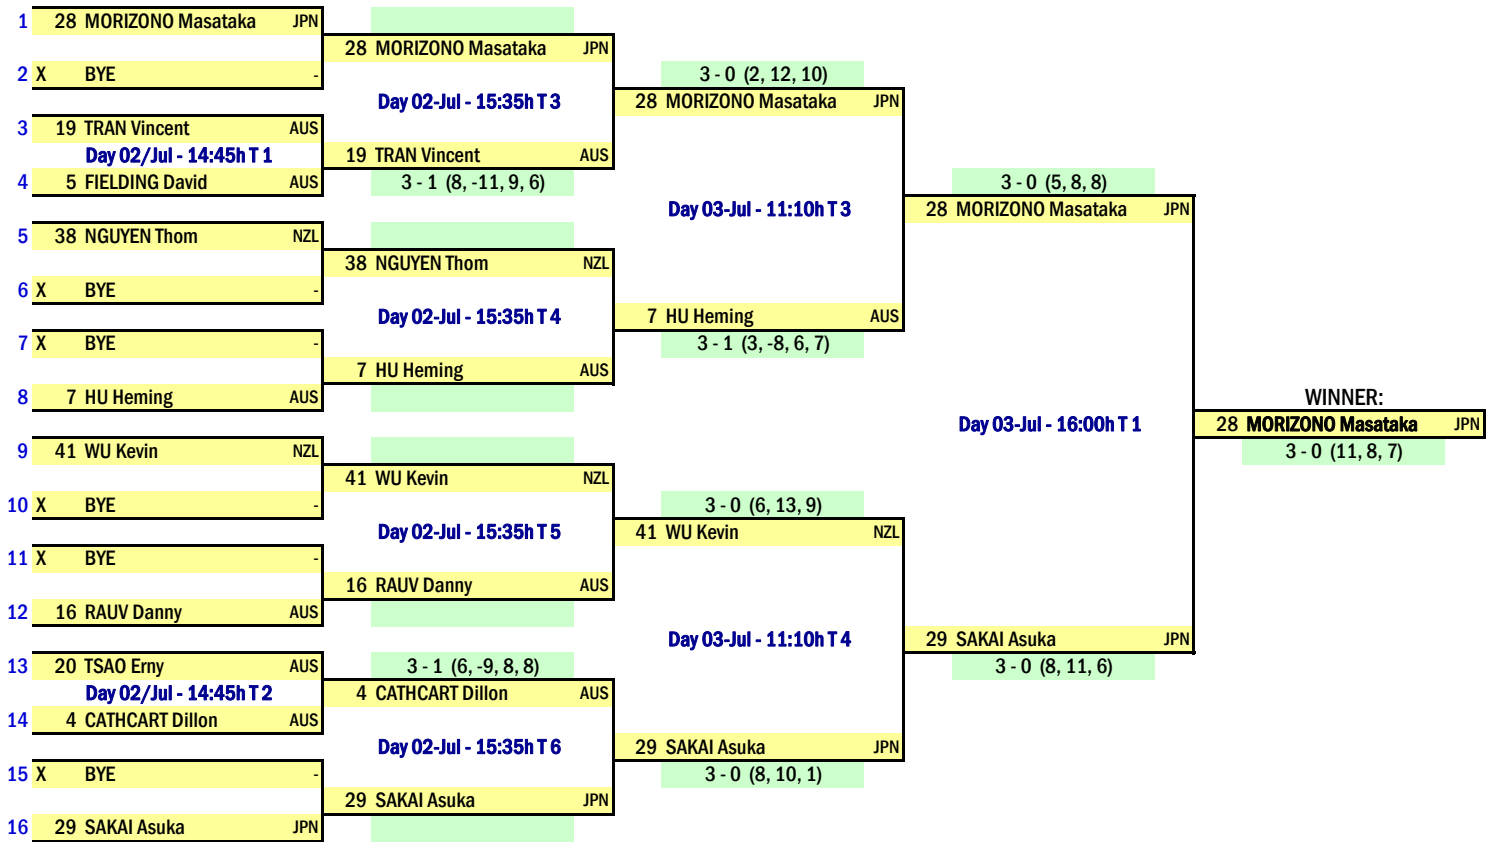 1 28 MORIZONO Masataka JPN
28 MORIZONO Masataka JPN
2 X BYE -
3 - 0 (2, 12, 10)
Day 02-Jul - 15:35h T 3
28 MORIZONO Masataka JPN
3 19 TRAN Vincent AUS
Day 02/Jul - 14:45h T 1
19 TRAN Vincent AUS
4 5 FIELDING David AUS
3 - 1 (8, -11, 9, 6)
3 - 0 (5, 8, 8)
Day 03-Jul - 11:10h T 3
28 MORIZONO Masataka JPN
5 38 NGUYEN Thom NZL
38 NGUYEN Thom NZL
6 X BYE -
Day 02-Jul - 15:35h T 4
7 HU Heming AUS
7 X BYE -
3 - 1 (3, -8, 6, 7)
7 HU Heming AUS
8 7 HU Heming AUS
WINNER:
Day 03-Jul - 16:00h T 1
28 MORIZONO Masataka JPN
9 41 WU Kevin NZL
3 - 0 (11, 8, 7)
41 WU Kevin NZL
10 X BYE -
3 - 0 (6, 13, 9)
Day 02-Jul - 15:35h T 5
41 WU Kevin NZL
11 X BYE -
16 RAUV Danny AUS
12 16 RAUV Danny AUS
Day 03-Jul - 11:10h T 4
29 SAKAI Asuka JPN
13 20 TSAO Erny AUS
3 - 1 (6, -9, 8, 8)
3 - 0 (8, 11, 6)
Day 02/Jul - 14:45h T 2
4 CATHCART Dillon AUS
14 4 CATHCART Dillon AUS
Day 02-Jul - 15:35h T 6
29 SAKAI Asuka JPN
15 X BYE -
3 - 0 (8, 10, 1)
29 SAKAI Asuka JPN
16 29 SAKAI Asuka JPN